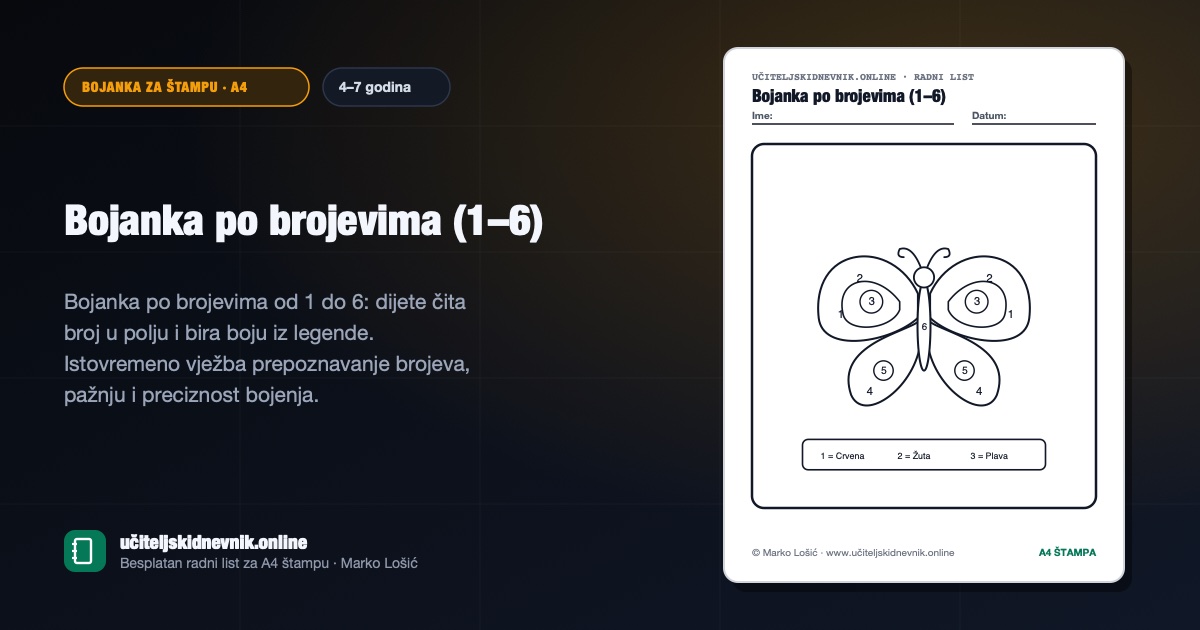 BOJANKA ZA ŠTAMPU · A4
4–7 godina
Bojanka po brojevima (1–6)
Bojanka po brojevima od 1 do 6: dijete čita
broj u polju i bira boju iz legende.
Istovremeno vježba prepoznavanje brojeva,
pažnju i preciznost bojenja.
učiteljskidnevnik.online
Besplatan radni list za A4 štampu · Marko Lošić
UČITELJSKIDNEVNIK.ONLINE · RADNI LIST
Bojanka po brojevima (1–6)
Ime: Datum:
2 2
3 3
1 1
6
5 5
4 4
1 = Crvena 2 = Žuta 3 = Plava
© Marko Lošić · www.učiteljskidnevnik.online A4 ŠTAMPA